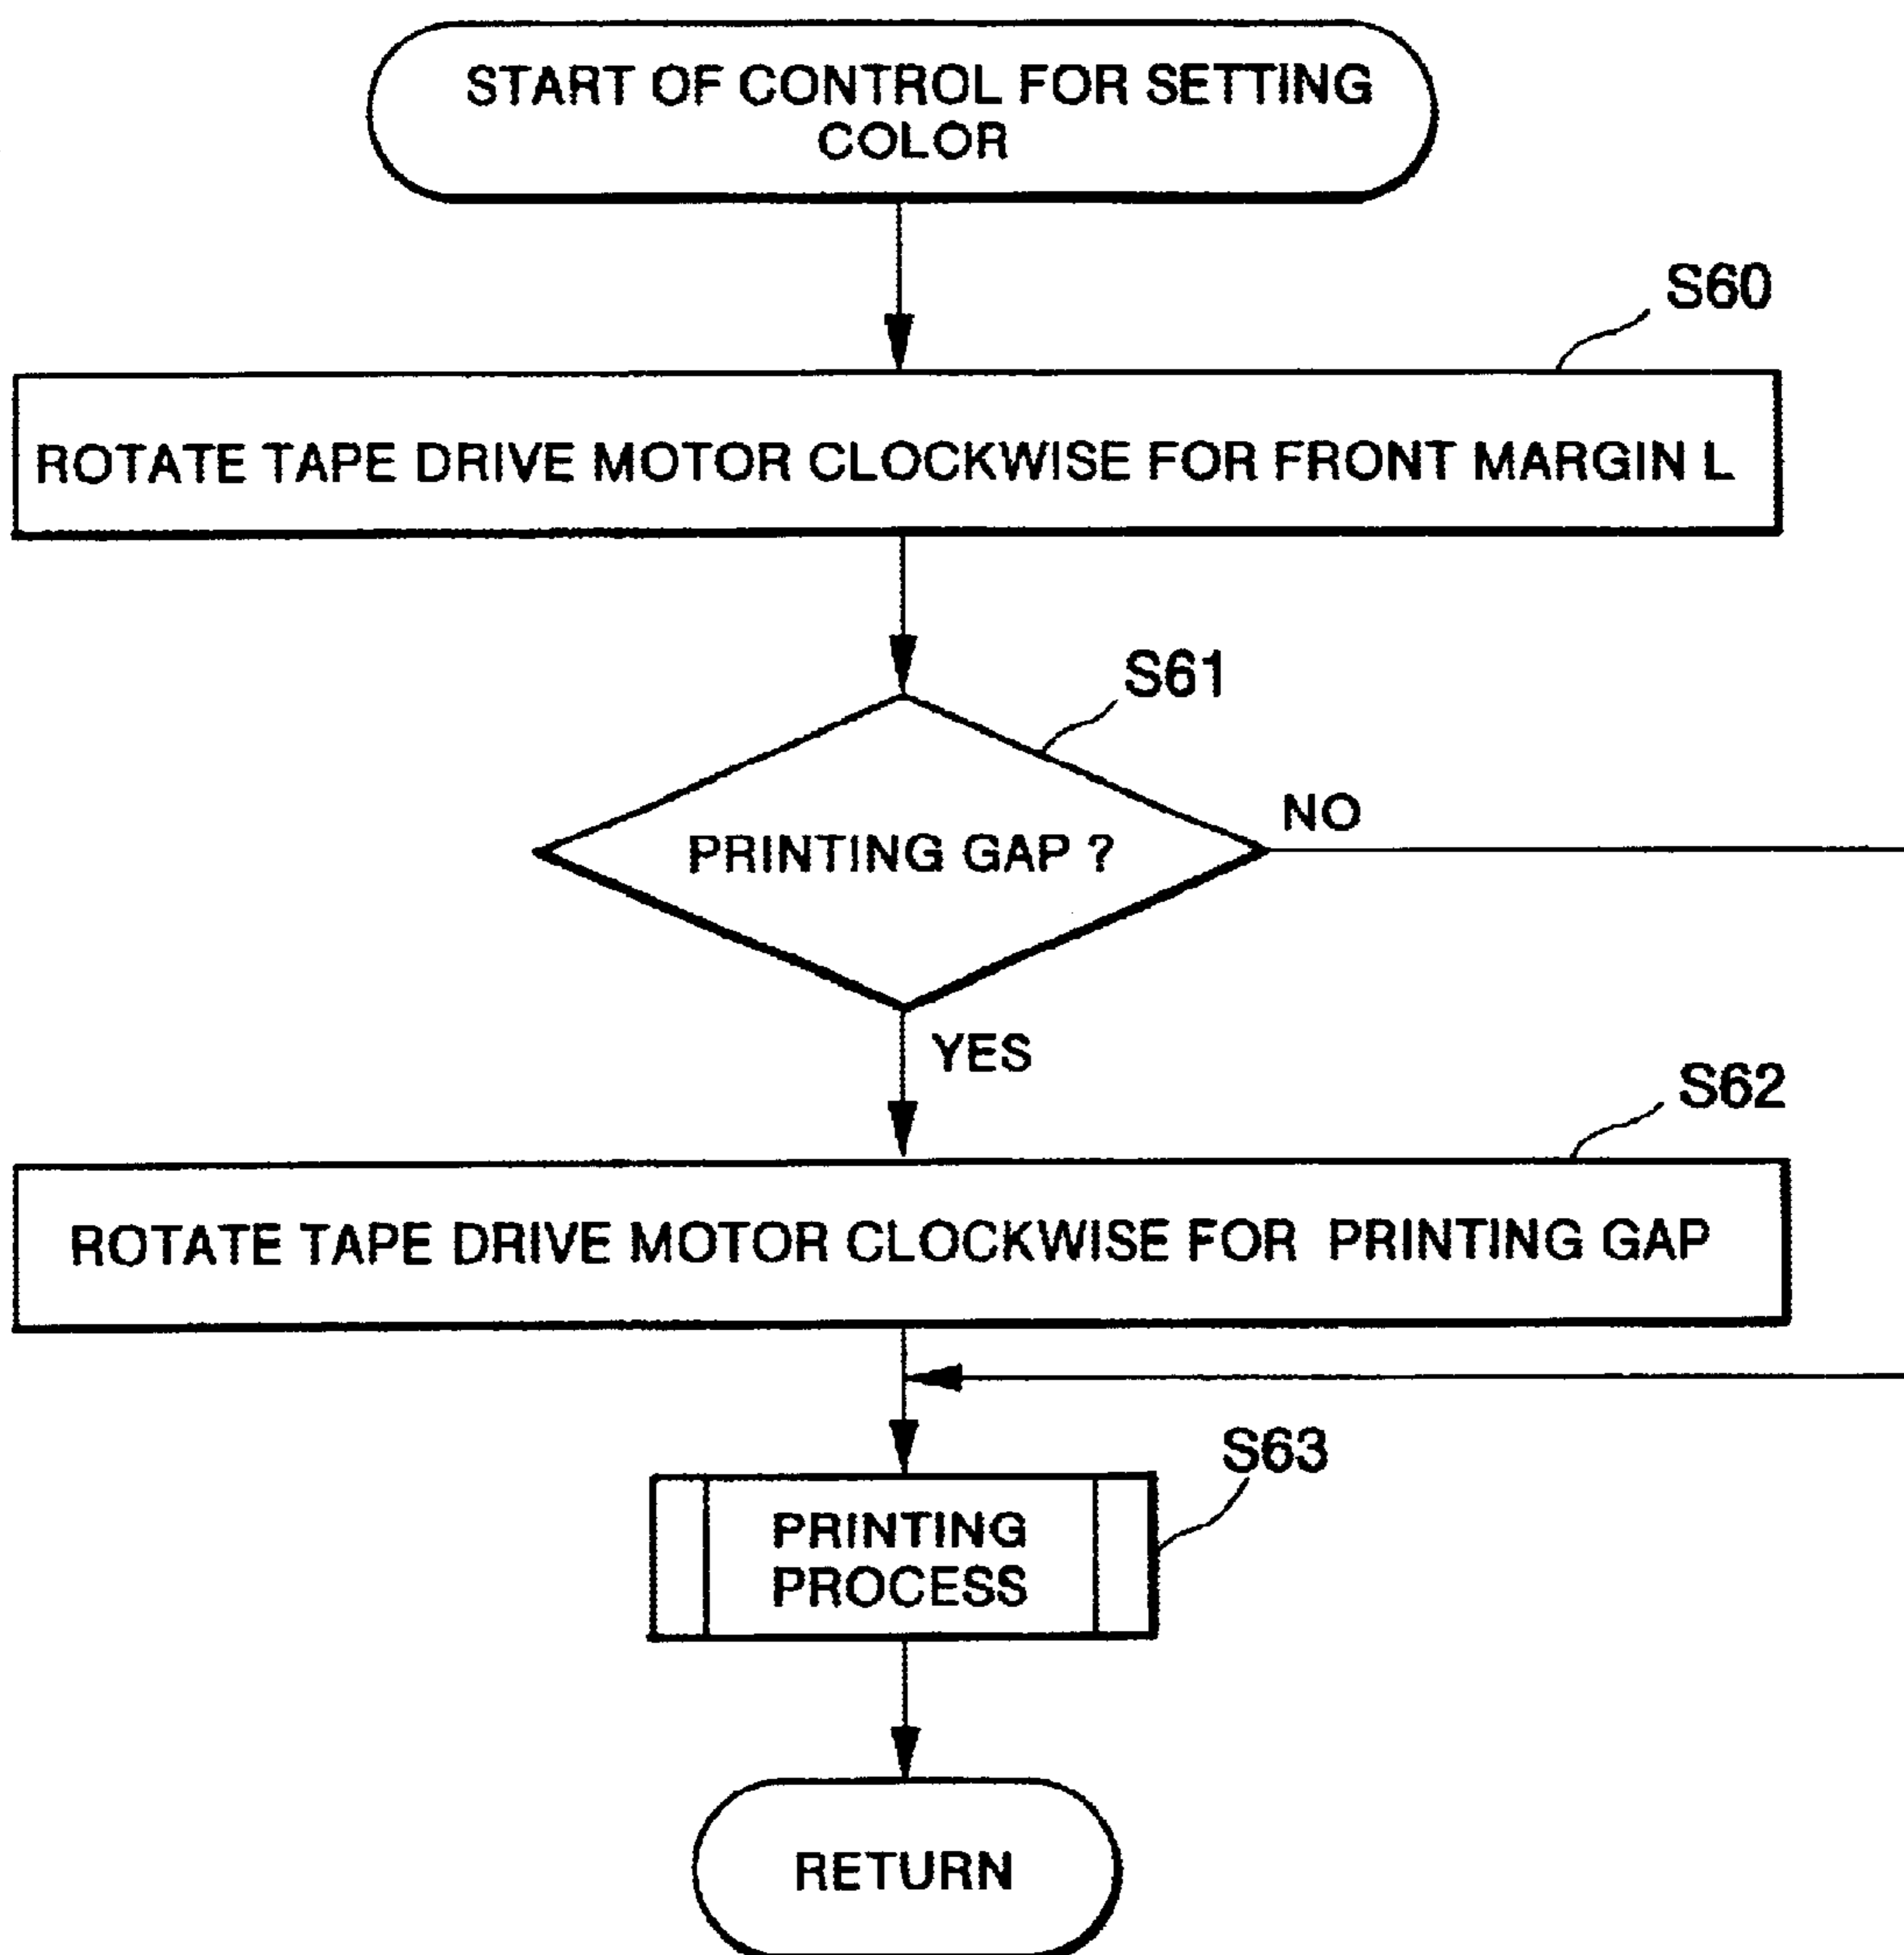 START OF CONTROL FOR SETTING
COLOR
S60
ROTATE TAPE DRIVE MOTOR CLOCKWISE FOR FRONT MARGIN L
S61
PRINTING GAP ?
NO
YES
S62
ROTATE TAPE DRIVE MOTOR CLOCKWISE FOR PRINTING GAP
S63
PRINTING
PROCESS
RETURN